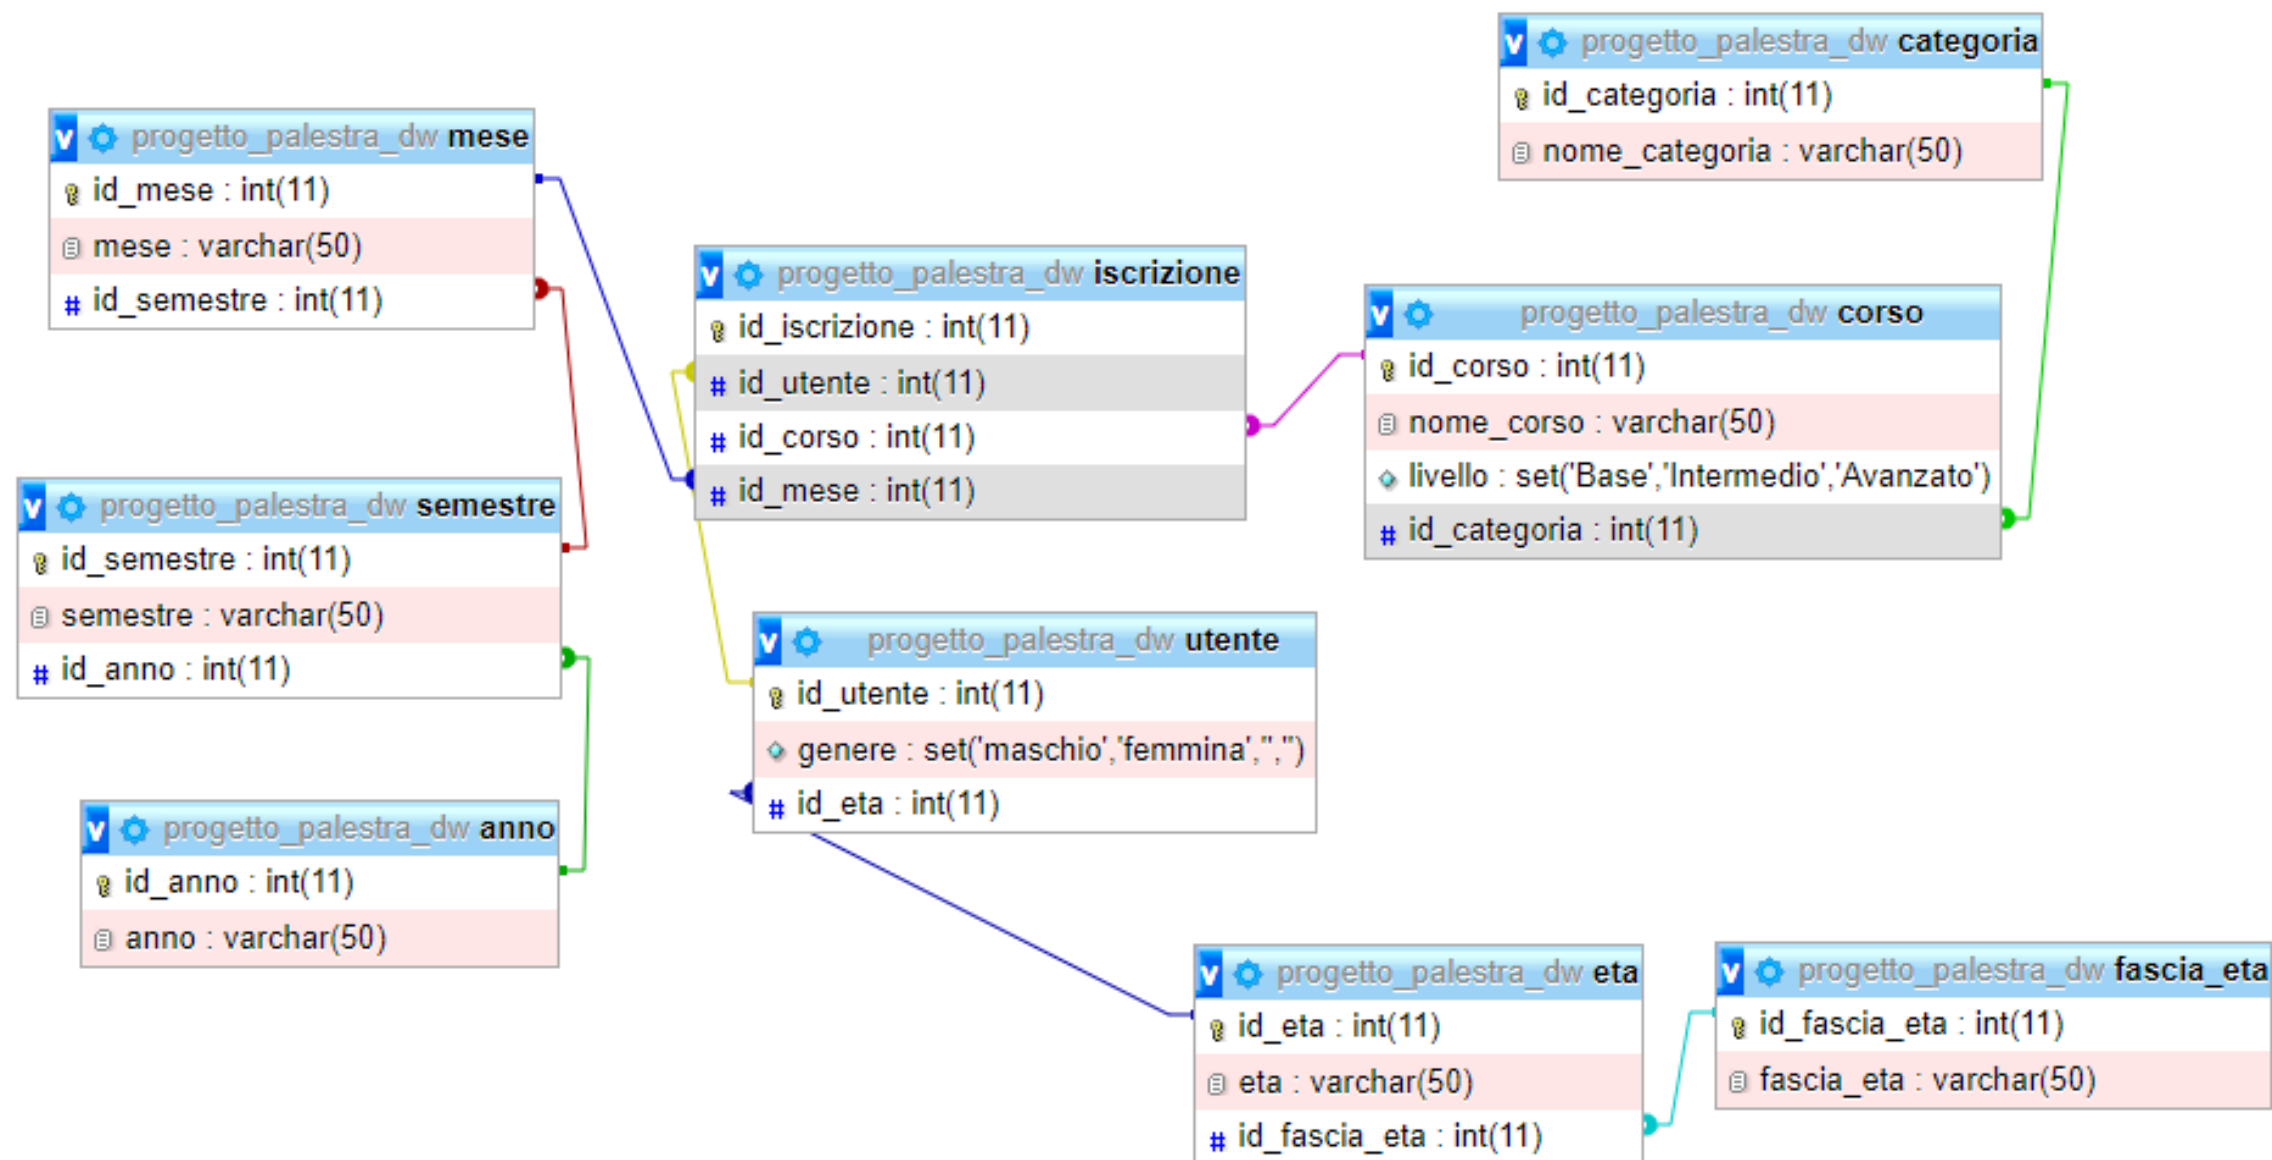 progetto_palestra_dw categoria
id_categoria : int(11)
nome_categoria : varchar(50)
progetto_palestra_dw mese
id_mese : int(11)
mese : varchar(50)
# id_semestre : int(11)
progetto_palestra_dw iscrizione
id_iscrizione : int(11)
# id_utente : int(11)
# id_corso : int(11)
# id_mese : int(11)
progetto_palestra_dw corso
id_corso : int(11)
nome_corso : varchar(50)
livello : set('Base','Intermedio','Avanzato')
# id_categoria : int(11)
progetto_palestra_dw semestre
id_semestre : int(11)
semestre : varchar(50)
# id_anno : int(11)
progetto_palestra_dw utente
id_utente : int(11)
genere : set('maschio','femmina','','')
# id_eta : int(11)
progetto_palestra_dw anno
id_anno : int(11)
anno : varchar(50)
progetto_palestra_dw eta
id_eta : int(11)
eta : varchar(50)
# id_fascia_eta : int(11)
progetto_palestra_dw fascia_eta
id_fascia_eta : int(11)
fascia_eta : varchar(50)